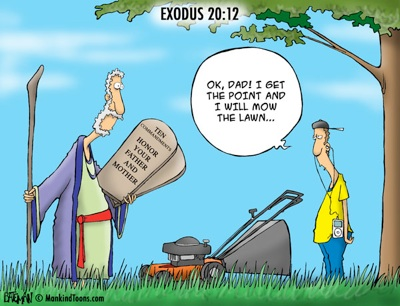 EXODUS 20:12
OK, DAD! I GET
THE POINT AND
I WILL MOW
THE LAWN...
TEN
COMMANDMENTS
HONOR
YOUR
FATHER
AND
MOTHER
BATEMAN © MankindToons.com